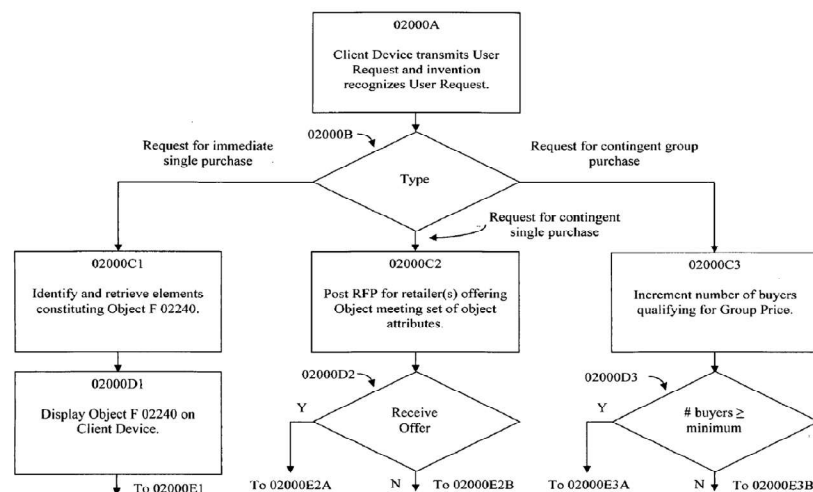 02000A
Client Device transmits User
Request and invention
recognizes User Request.
02000B
Request for immediate
single purchase
Type
Request for contingent group
purchase
Request for contingent
single purchase
02000C1
Identify and retrieve elements
constituting Object F 02240.
02000C2
Post RFP for retailer(s) offering
Object meeting set of object
attributes.
02000C3
Increment number of buyers
qualifying for Group Price.
02000D1
Display Object F 02240 on
Client Device.
02000D2
Y
Receive
Offer
02000D3
Y
# buyers ≥
minimum
To 02000E1
To 02000E2A
N
To 02000E2B
To 02000E3A
N
To 02000E3B